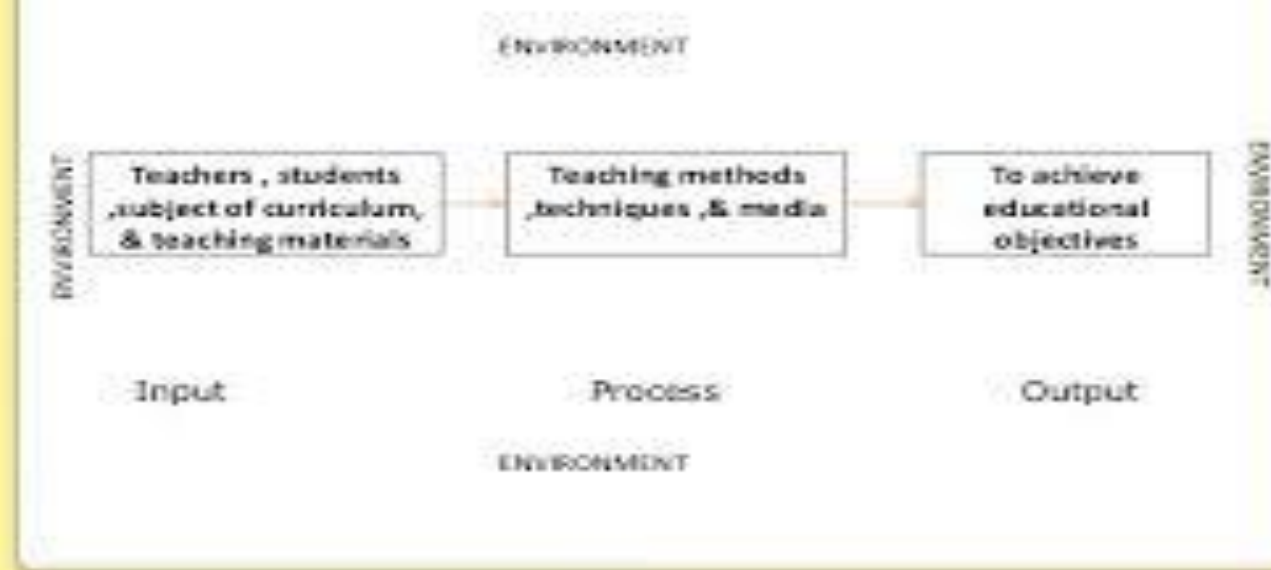 ENVIRONMENT
ENVIRONMENT
Teachers , students
,subject of curriculum,
& teaching materials
Teaching methods
,techniques ,& media
To achieve
educational
objectives
ENVIRONMENT
Input
Process
Output
ENVIRONMENT